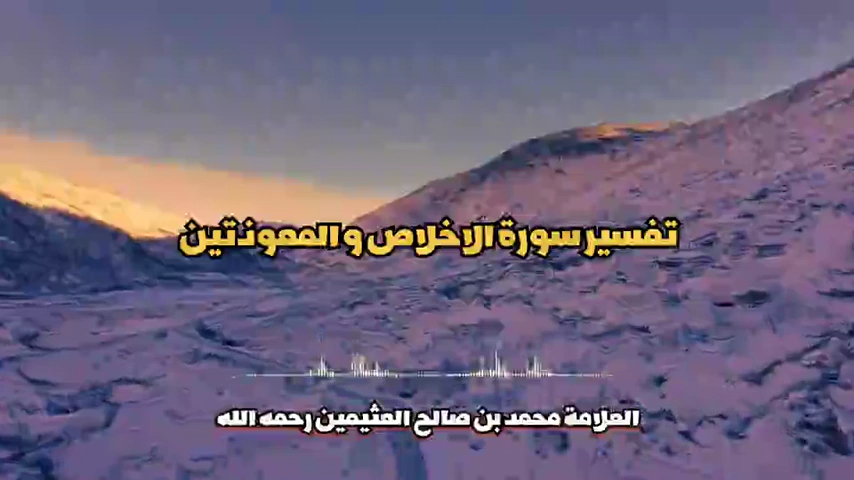 تفسير سورة الاخلاص و المعوذتين
العلامة محمد بن صالح العثيمين رحمه الله